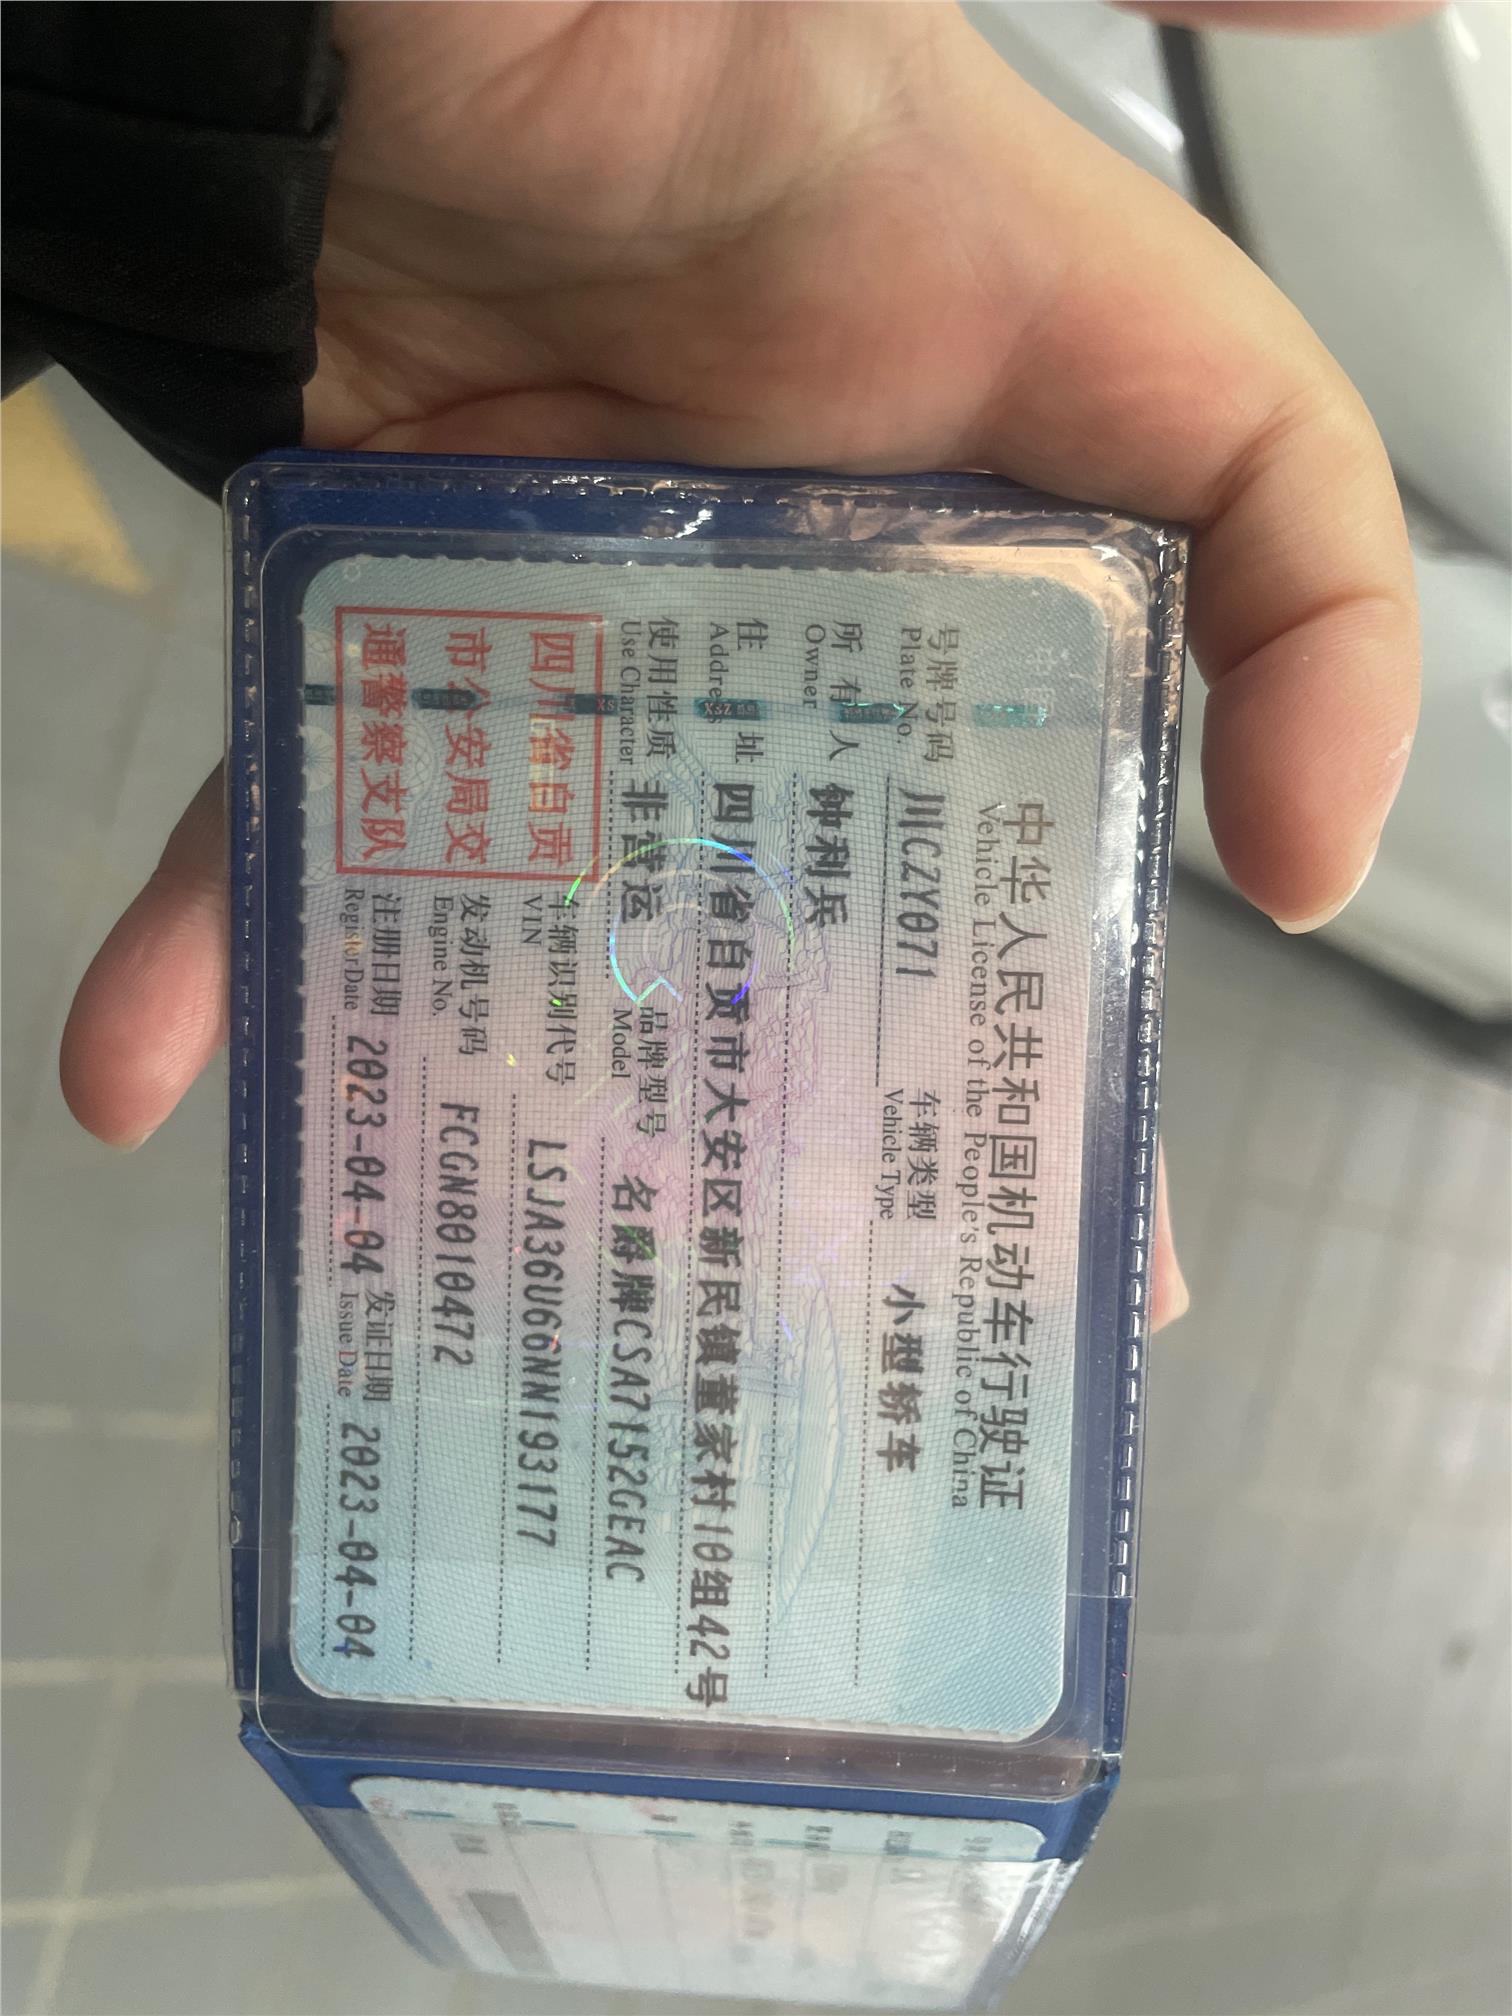 中华人民共和国机动车行驶证
Vehicle License of the People's Republic of China
号牌号码 川CZY071 车辆类型 小型轿车
Plate No. Vehicle Type
所有人 钟利兵
Owner
住址 四川省自贡市大安区新民镇董家村10组42号
Address
使用性质 非营运 品牌型号 名爵牌CSA7152GEAC
Use Character Model
四川省自贡
市公安局交
通警察支队
车辆识别代号 LSJA36U66NN193177
VIN
发动机号码 FCGN8010472
Engine No.
注册日期 2023-04-04 发证日期 2023-04-04
Register Date Issue Date